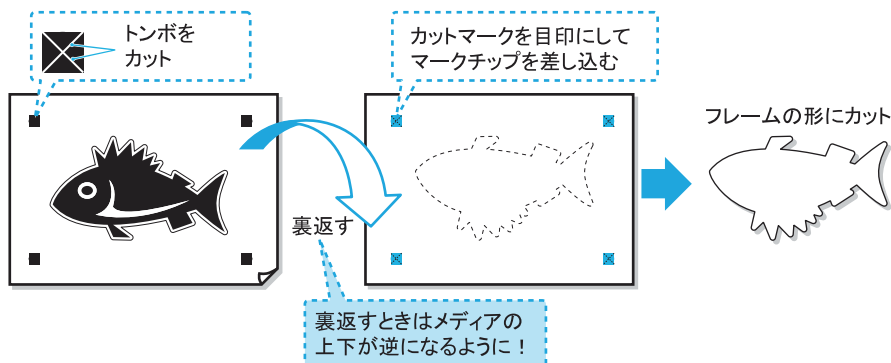 トンボを
カット
カットマークを目印にして
マークチップを差し込む
フレームの形にカット
裏返す
裏返すときはメディアの
上下が逆になるように！